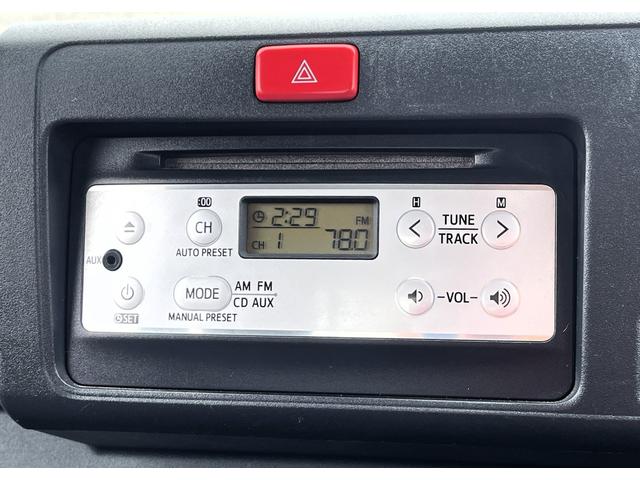 :00
H
M
CH
AUTO PRESET
2:29
FM
CH 1 78.0
TUNE
TRACK
AUX
MODE
AM FM
CD AUX
MANUAL PRESET
SET
-VOL-